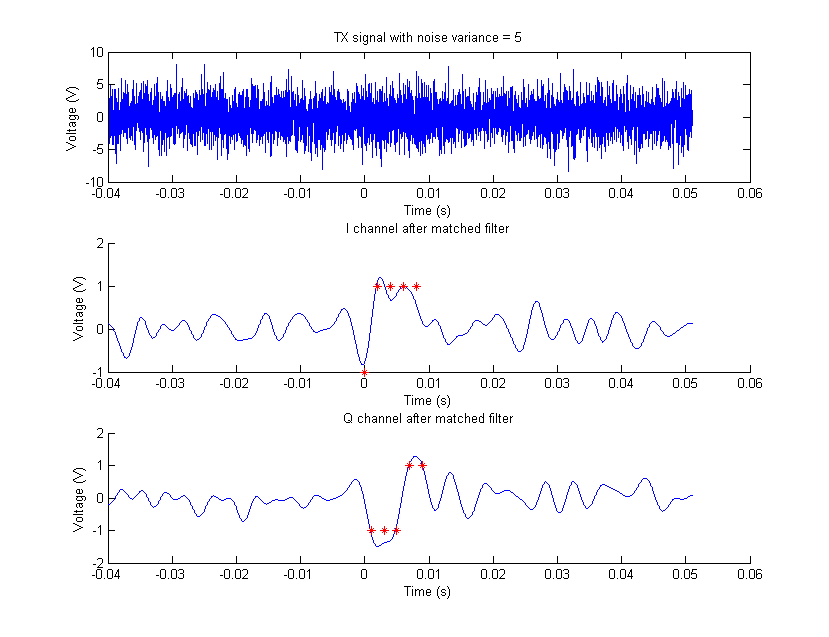 TX signal with noise variance = 5
10
5
0
-5
-10
Voltage (V)
-0.04 -0.03 -0.02 -0.01 0 0.01 0.02 0.03 0.04 0.05 0.06
Time (s)
I channel after matched filter
2
1
0
-1
Voltage (V)
-0.04 -0.03 -0.02 -0.01 0 0.01 0.02 0.03 0.04 0.05 0.06
Time (s)
Q channel after matched filter
2
1
0
-1
-2
Voltage (V)
-0.04 -0.03 -0.02 -0.01 0 0.01 0.02 0.03 0.04 0.05 0.06
Time (s)